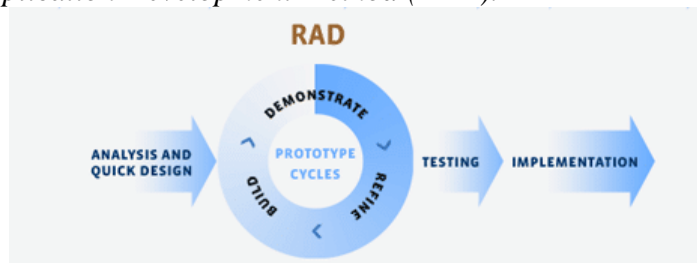 RAD
DEMONSTRATE
ANALYSIS AND
QUICK DESIGN
PROTOTYPE
CYCLES
BUILD
REFINE
TESTING
IMPLEMENTATION